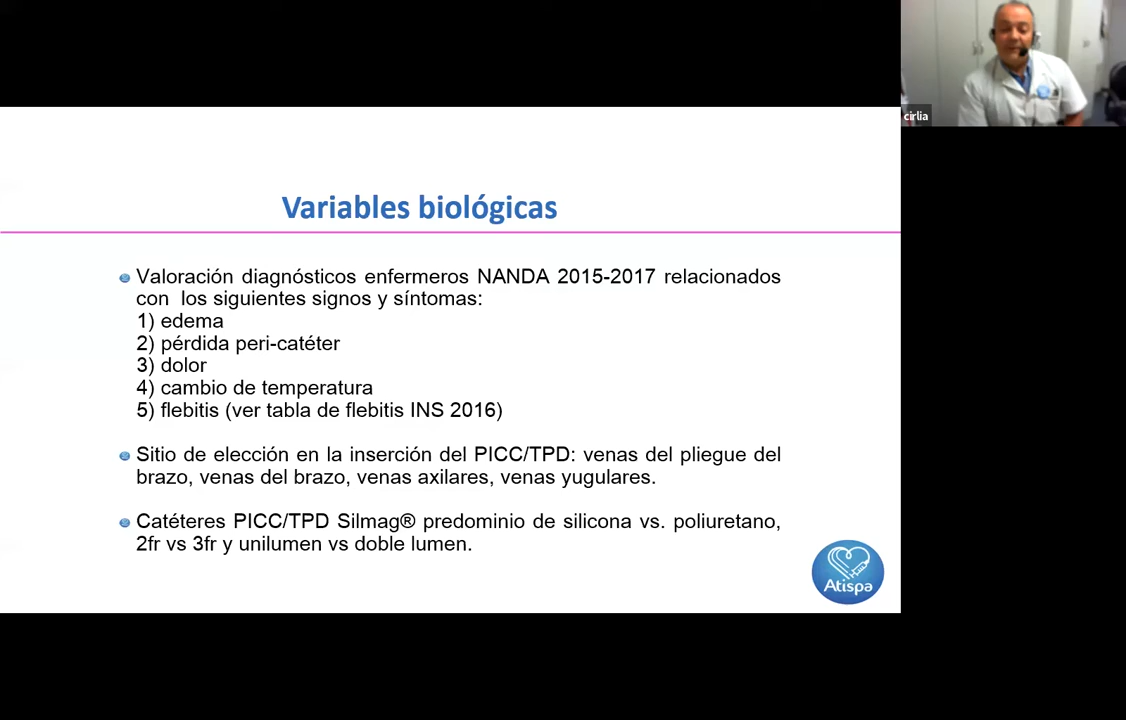 cirlia
Variables biológicas
Valoración diagnósticos enfermeros NANDA 2015-2017 relacionados
con los siguientes signos y síntomas:
1) edema
2) pérdida peri-catéter
3) dolor
4) cambio de temperatura
5) flebitis (ver tabla de flebitis INS 2016)
Sitio de elección en la inserción del PICC/TPD: venas del pliegue del
brazo, venas del brazo, venas axilares, venas yugulares.
Catéteres PICC/TPD Silmag® predominio de silicona vs. poliuretano,
2fr vs 3fr y unilumen vs doble lumen.
Atispa